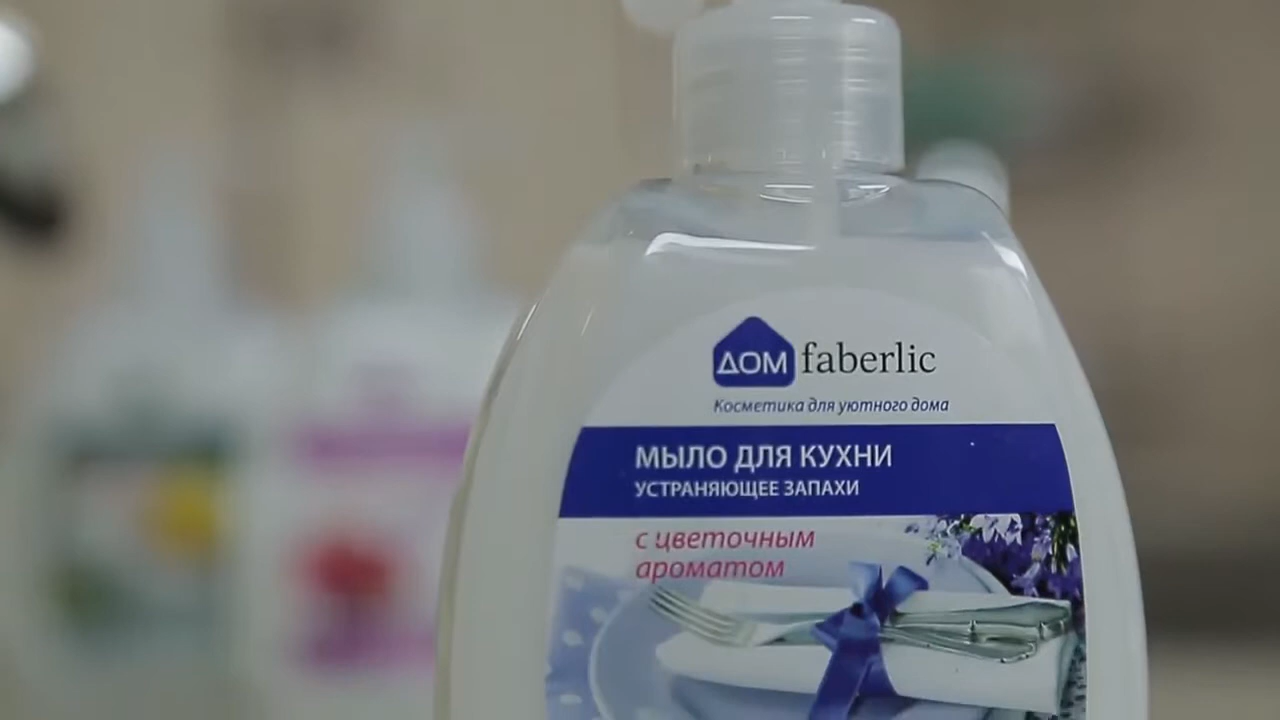 ДОМ faberlic
Косметика для уютного дома
МЫЛО ДЛЯ КУХНИ
УСТРАНЯЮЩЕЕ ЗАПАХИ
с цветочным
ароматом